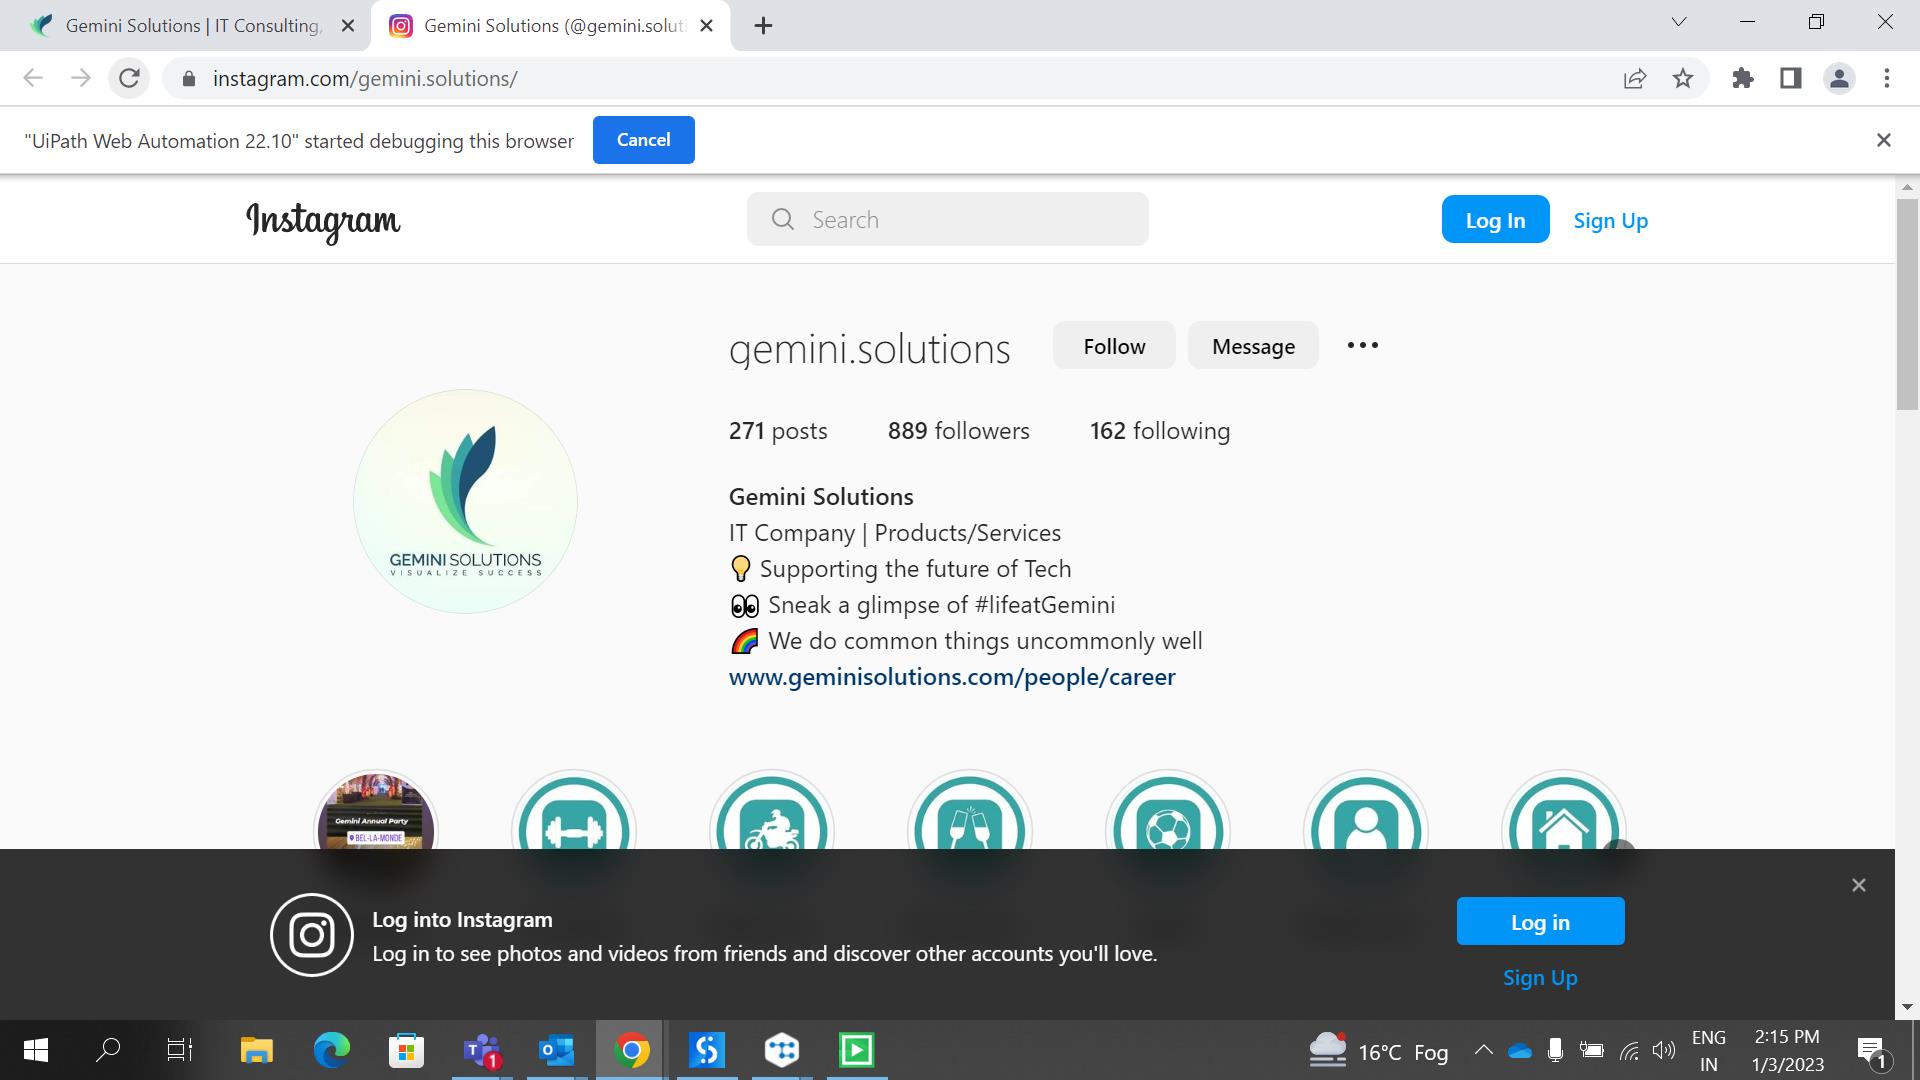 Gemini Solutions | IT Consulting,
Gemini Solutions (@gemini.soluti
instagram.com/gemini.solutions/
"UiPath Web Automation 22.10" started debugging this browser
Cancel
Instagram
Search
Log In
Sign Up
gemini.solutions
Follow
Message
271 posts
889 followers
162 following
GEMINI SOLUTIONS
VISUALIZE SUCCESS
Gemini Solutions
IT Company | Products/Services
💡 Supporting the future of Tech
👀 Sneak a glimpse of #lifeatGemini
🌈 We do common things uncommonly well
www.geminisolutions.com/people/career
Gemini Annual Party
BEL-LA-MONDE
Log into Instagram
Log in to see photos and videos from friends and discover other accounts you'll love.
Log in
Sign Up
T
1
16°C Fog
ENG
IN
2:15 PM
1/3/2023
1